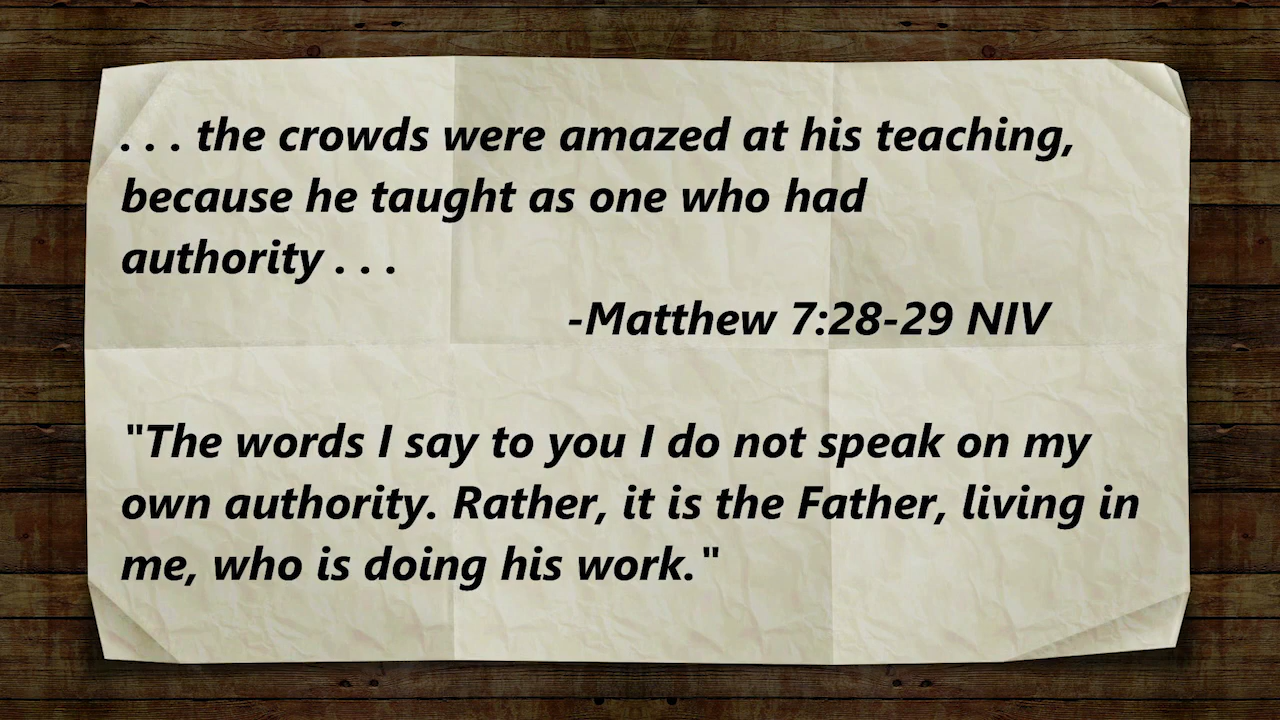 . . . the crowds were amazed at his teaching,
because he taught as one who had
authority . . .
-Matthew 7:28-29 NIV
"The words I say to you I do not speak on my
own authority. Rather, it is the Father, living in
me, who is doing his work."